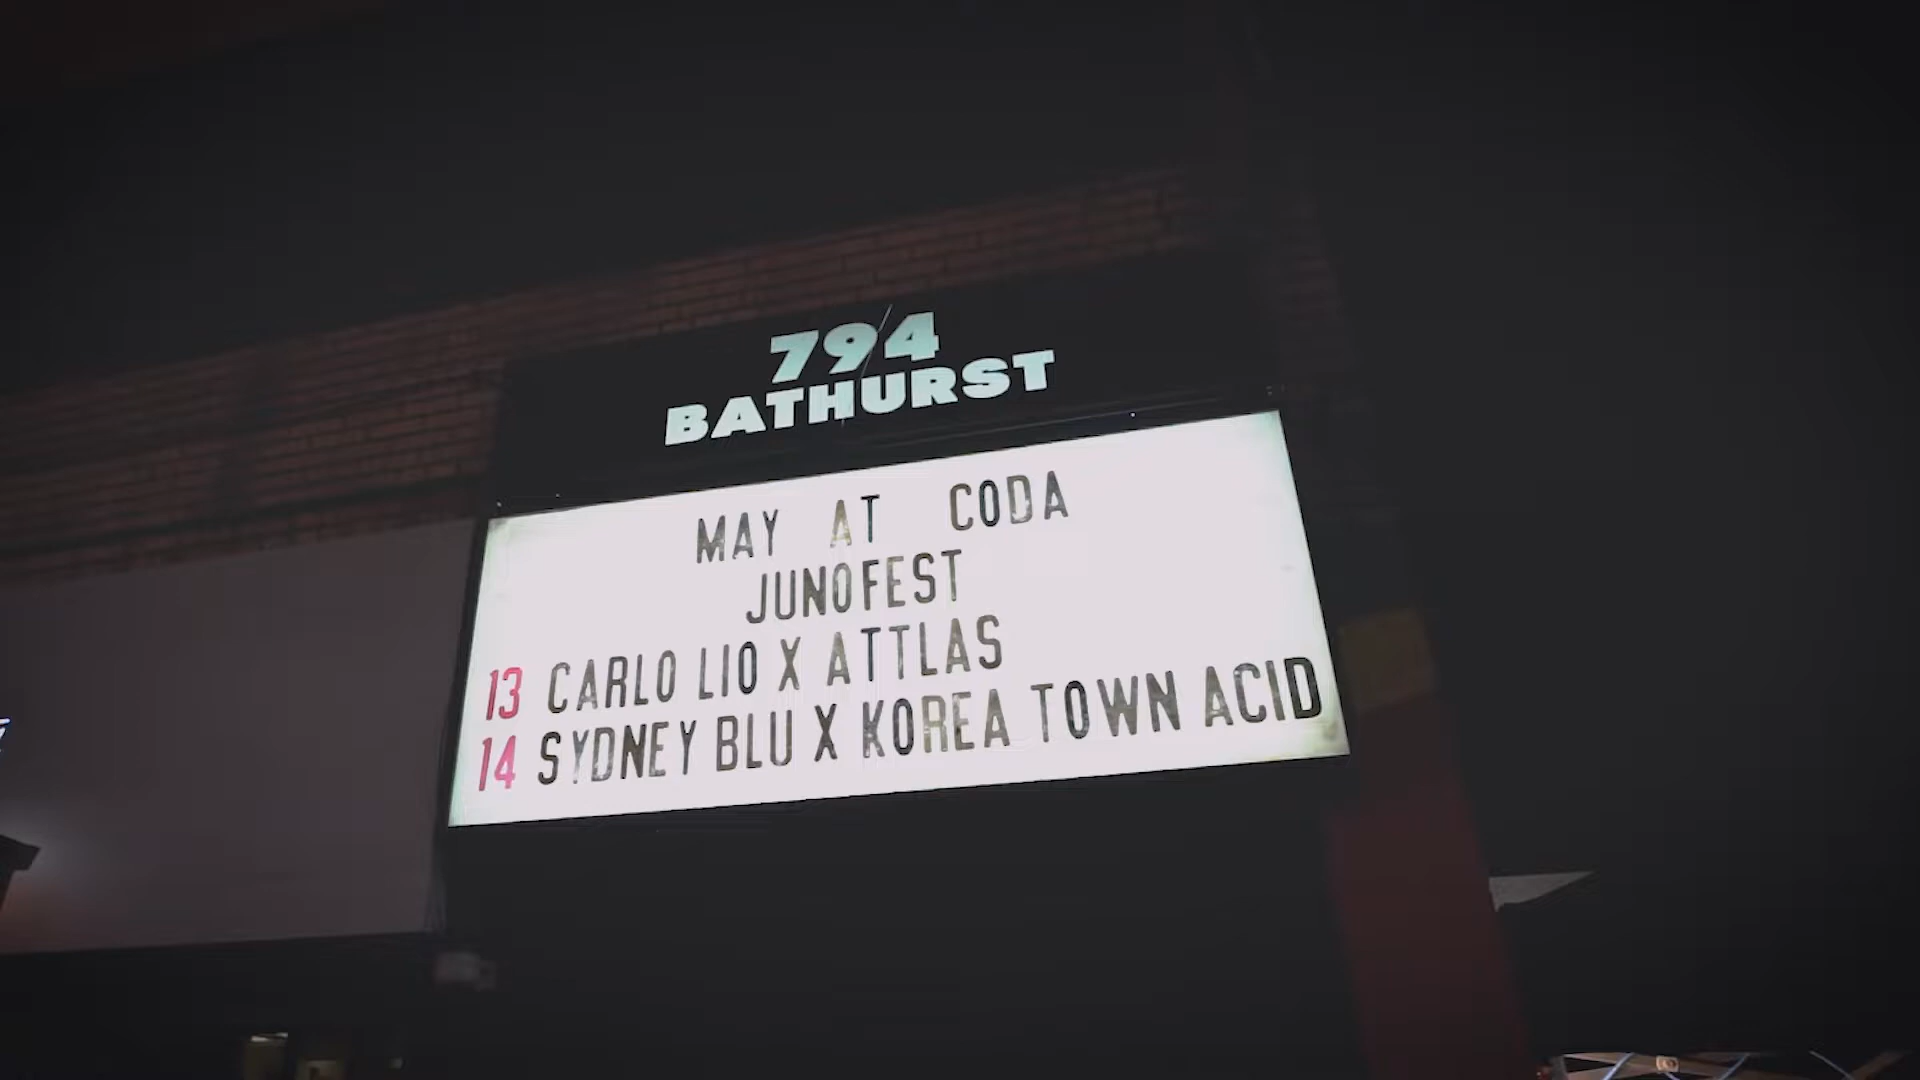 794
BATHURST
MAY AT CODA
JUNOFEST
13 CARLO LIO X ATTLAS
14 SYDNEY BLU X KOREA TOWN ACID